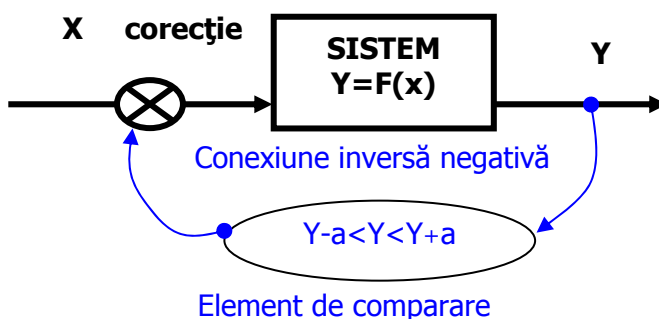 X corecţie
SISTEM
Y=F(x)
Y
Conexiune inversă negativă
Y-a<Y<Y+a
Element de comparare